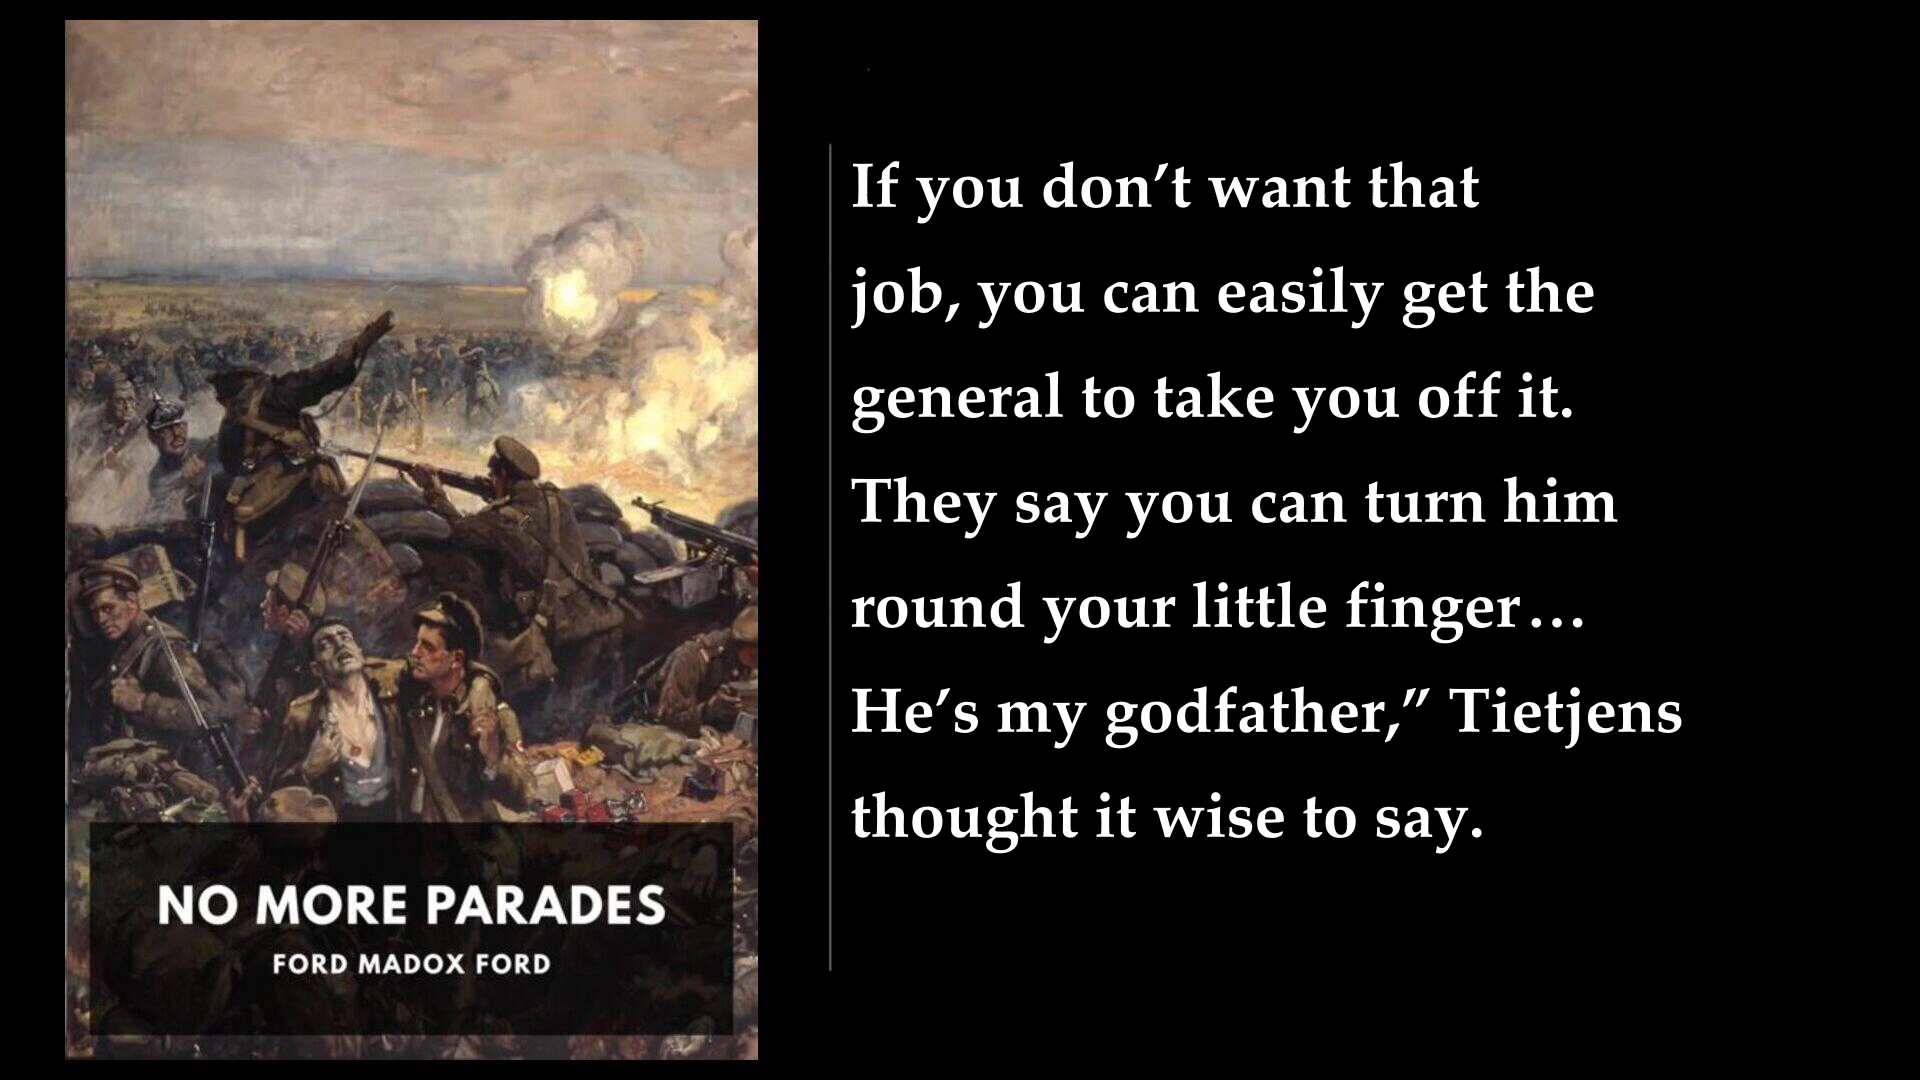 If you don’t want that
job, you can easily get the
general to take you off it.
They say you can turn him
round your little finger…
He’s my godfather,” Tietjens
thought it wise to say.
NO MORE PARADES
FORD MADOX FORD